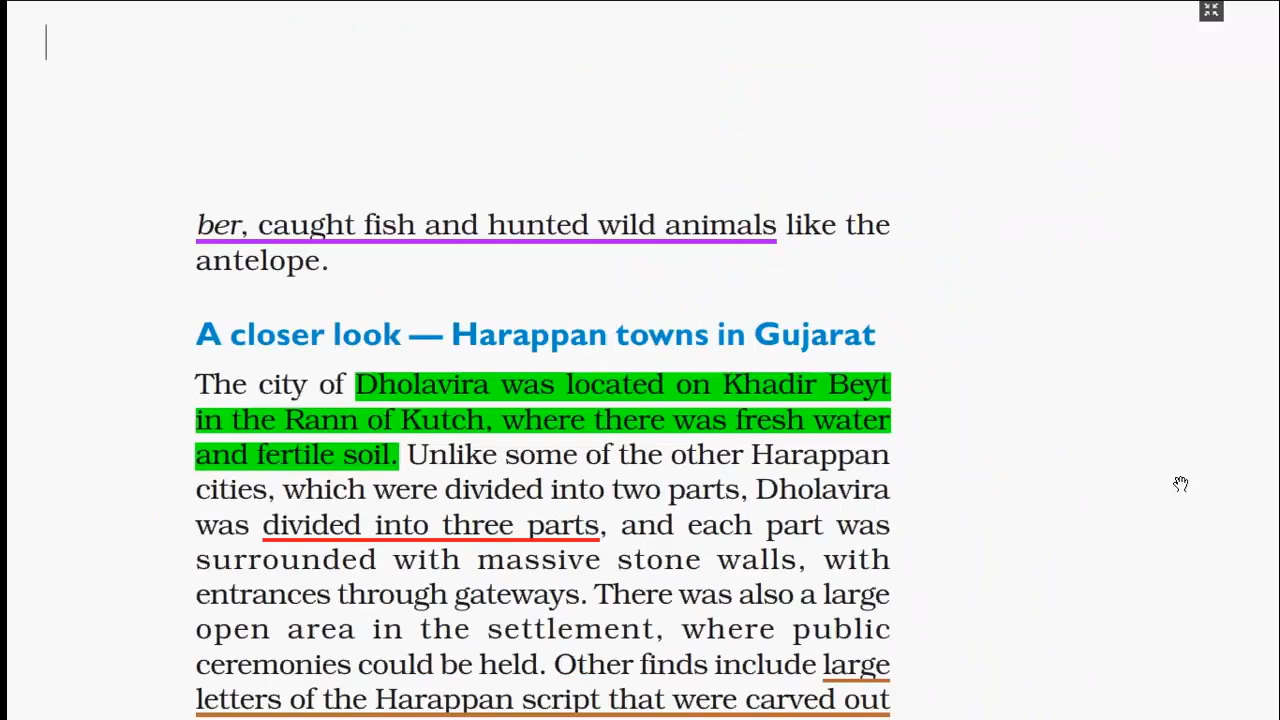 ber, caught fish and hunted wild animals like the
antelope.
A closer look — Harappan towns in Gujarat
The city of Dholavira was located on Khadir Beyt
in the Rann of Kutch, where there was fresh water
and fertile soil. Unlike some of the other Harappan
cities, which were divided into two parts, Dholavira
was divided into three parts, and each part was
surrounded with massive stone walls, with
entrances through gateways. There was also a large
open area in the settlement, where public
ceremonies could be held. Other finds include large
letters of the Harappan script that were carved out